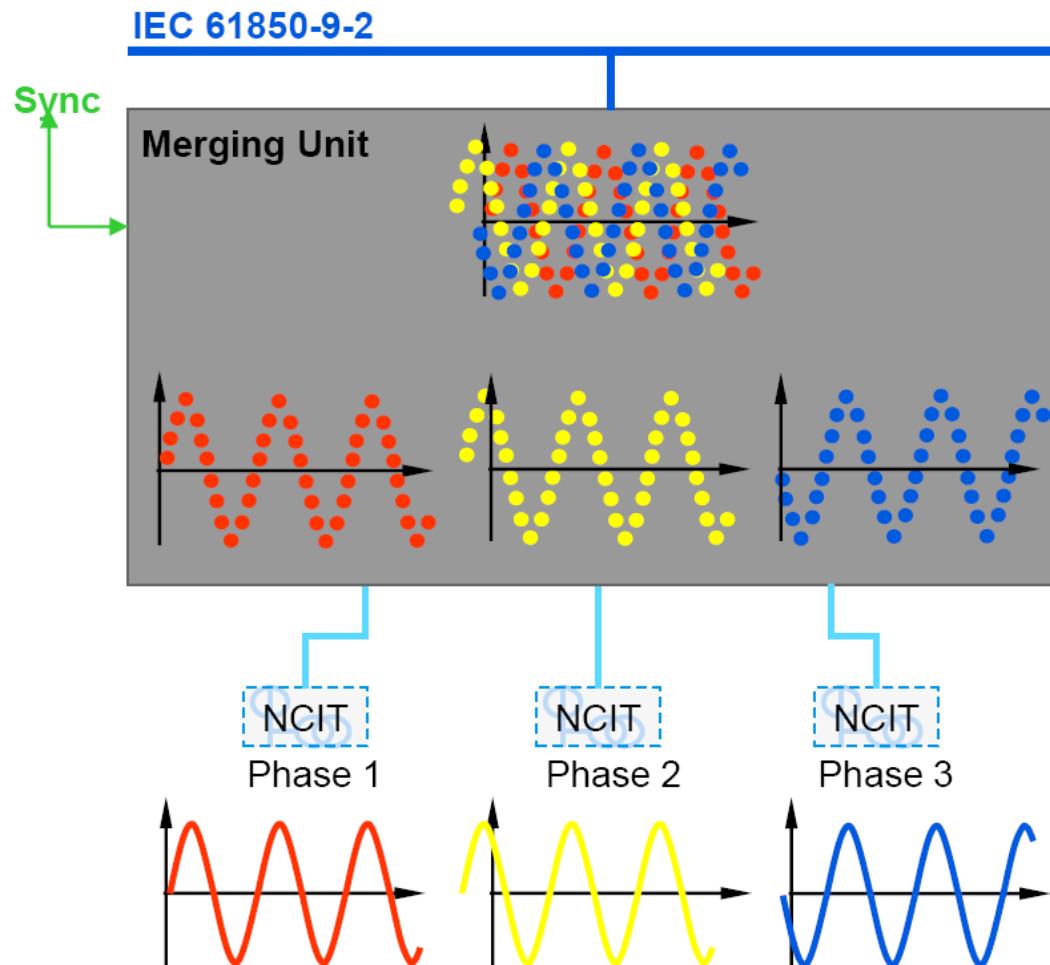 IEC 61850-9-2
Sync
Merging Unit
NCIT
NCIT
NCIT
Phase 1
Phase 2
Phase 3